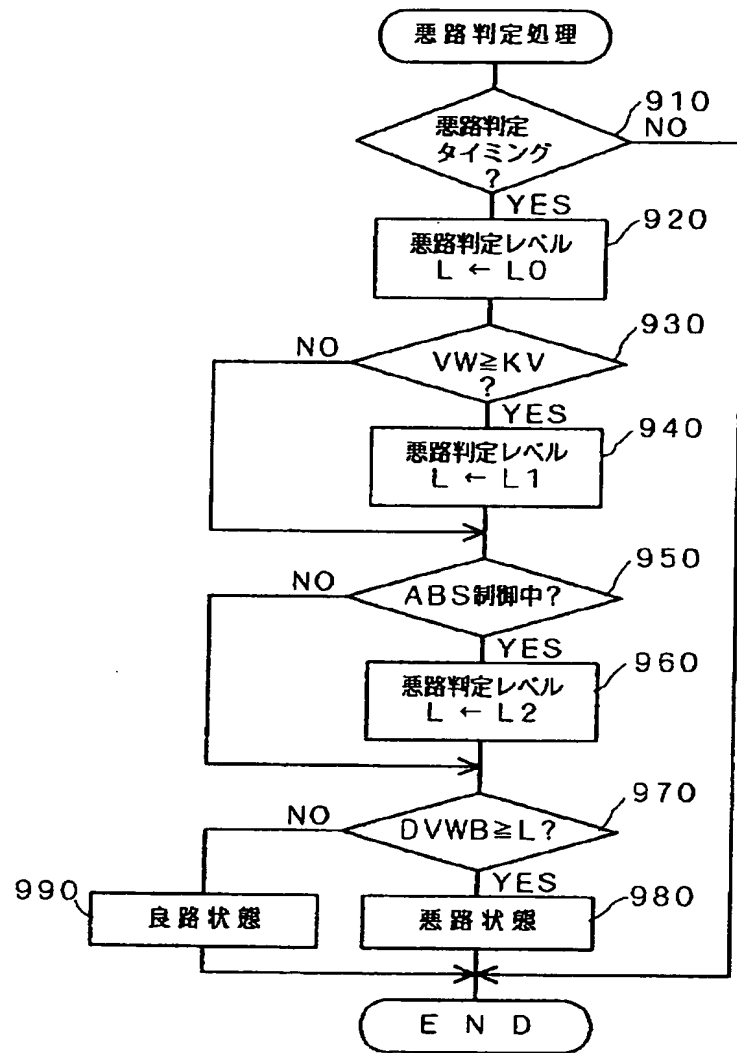 悪路判定処理
910
悪路判定
タイミング
?
NO
YES
920
悪路判定レベル
L ← L0
930
NO
VW≧KV
?
YES
940
悪路判定レベル
L ← L1
950
NO
ABS制御中?
YES
960
悪路判定レベル
L ← L2
970
NO
DVWB≧L?
YES
990
良路状態
980
悪路状態
END